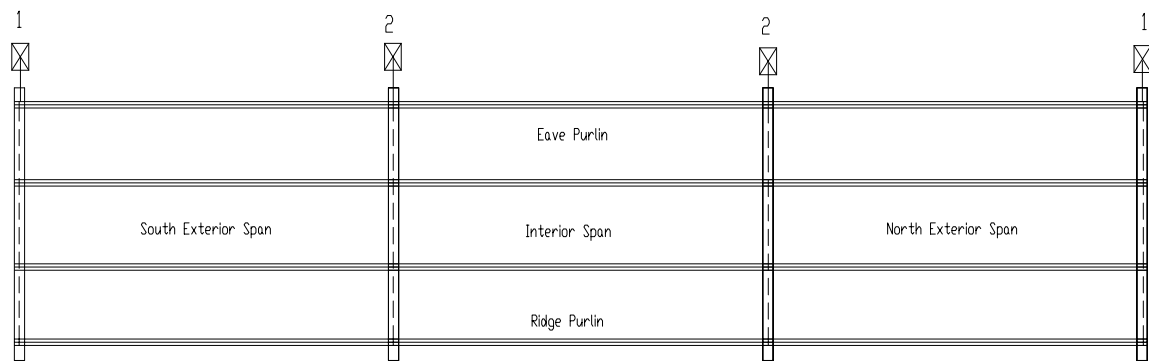 1 2 2 1
Eave Purlin
South Exterior Span Interior Span North Exterior Span
Ridge Purlin